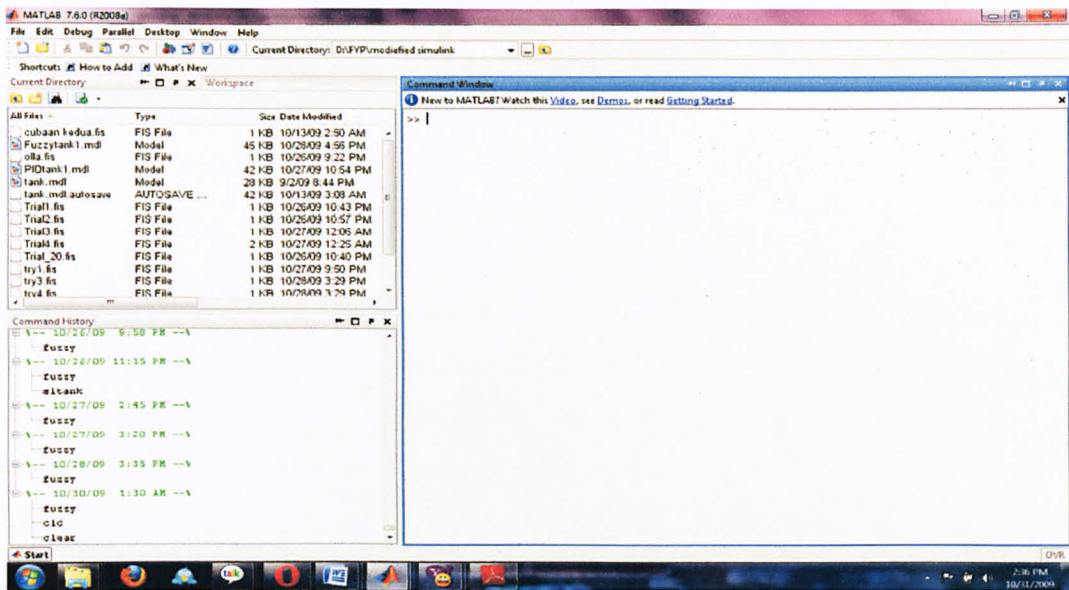 MATLAB 7.6.0 (R2008a)
File Edit Debug Parallel Desktop Window Help
Current Directory: D:\FYP\modiefied simulink
Shortcuts How to Add What's New
Current Directory Workspace
All Files Type Size Date Modified
cubaan kedua.fis FIS File 1 KB 10/13/09 2:50 AM
Fuzzytank1.mdl Model 45 KB 10/28/09 4:56 PM
olla.fis FIS File 1 KB 10/26/09 9:22 PM
PIDtank1.mdl Model 42 KB 10/27/09 10:54 PM
tank.mdl Model 28 KB 9/2/09 8:44 PM
tank.mdl.autosave AUTOSAVE ... 42 KB 10/13/09 3:08 AM
Trial1.fis FIS File 1 KB 10/26/09 10:43 PM
Trial2.fis FIS File 1 KB 10/26/09 10:57 PM
Trial3.fis FIS File 1 KB 10/27/09 12:06 AM
Trial4.fis FIS File 2 KB 10/27/09 12:25 AM
Trial_20.fis FIS File 1 KB 10/26/09 10:40 PM
try1.fis FIS File 1 KB 10/27/09 9:50 PM
try3.fis FIS File 1 KB 10/28/09 3:29 PM
try4.fis FIS File 1 KB 10/28/09 3:29 PM
Command History
%-- 10/26/09 9:58 PM --%
fuzzy
%-- 10/26/09 11:15 PM --%
fuzzy
sltank
%-- 10/27/09 2:45 PM --%
fuzzy
%-- 10/27/09 3:20 PM --%
fuzzy
%-- 10/28/09 3:35 PM --%
fuzzy
%-- 10/30/09 1:30 AM --%
fuzzy
clc
clear
Command Window
New to MATLAB? Watch this Video, see Demos, or read Getting Started.
>>
Start
OVR
talk
2:36 PM
10/31/2009